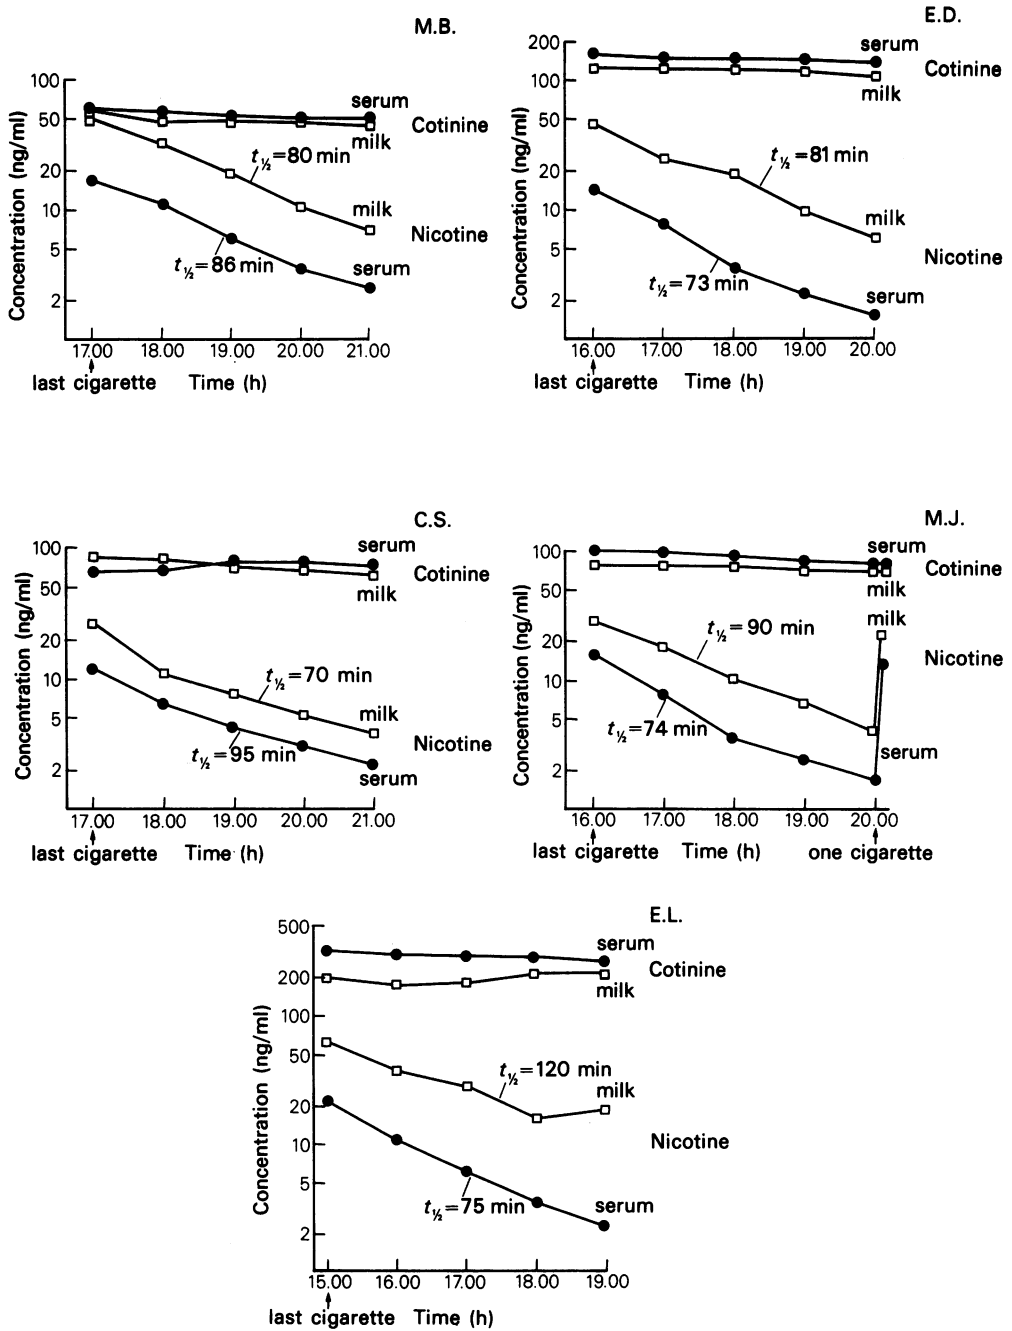 M.B.
Concentration (ng/ml)
100
50
20
10
5
2
serum
Cotinine
milk
t½=80 min
milk
Nicotine
t½=86 min
serum
17.00 18.00 19.00 20.00 21.00
last cigarette Time (h)
E.D.
Concentration (ng/ml)
200
100
50
20
10
5
2
serum
Cotinine
milk
t½=81 min
milk
Nicotine
t½=73 min
serum
16.00 17.00 18.00 19.00 20.00
last cigarette Time (h)
C.S.
Concentration (ng/ml)
100
50
20
10
5
2
serum
Cotinine
milk
t½=70 min
milk
Nicotine
t½=95 min
serum
17.00 18.00 19.00 20.00 21.00
last cigarette Time (h)
M.J.
Concentration (ng/ml)
100
50
20
10
5
2
serum
Cotinine
milk
milk
t½=90 min
Nicotine
t½=74 min
serum
16.00 17.00 18.00 19.00 20.00
last cigarette Time (h) one cigarette
E.L.
Concentration (ng/ml)
500
200
100
50
20
10
5
2
serum
Cotinine
milk
t½=120 min
milk
Nicotine
t½=75 min
serum
15.00 16.00 17.00 18.00 19.00
last cigarette Time (h)